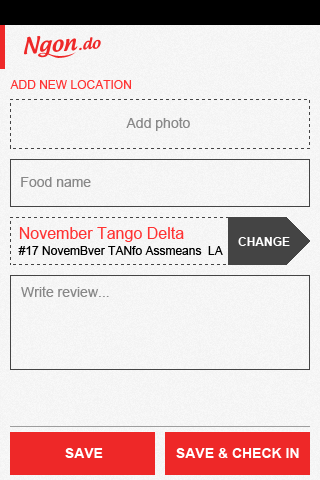 Ngon.do
ADD NEW LOCATION
Add photo
Food name
November Tango Delta
#17 NovemBver TANfo Assmeans LA
CHANGE
Write review...
SAVE
SAVE & CHECK IN